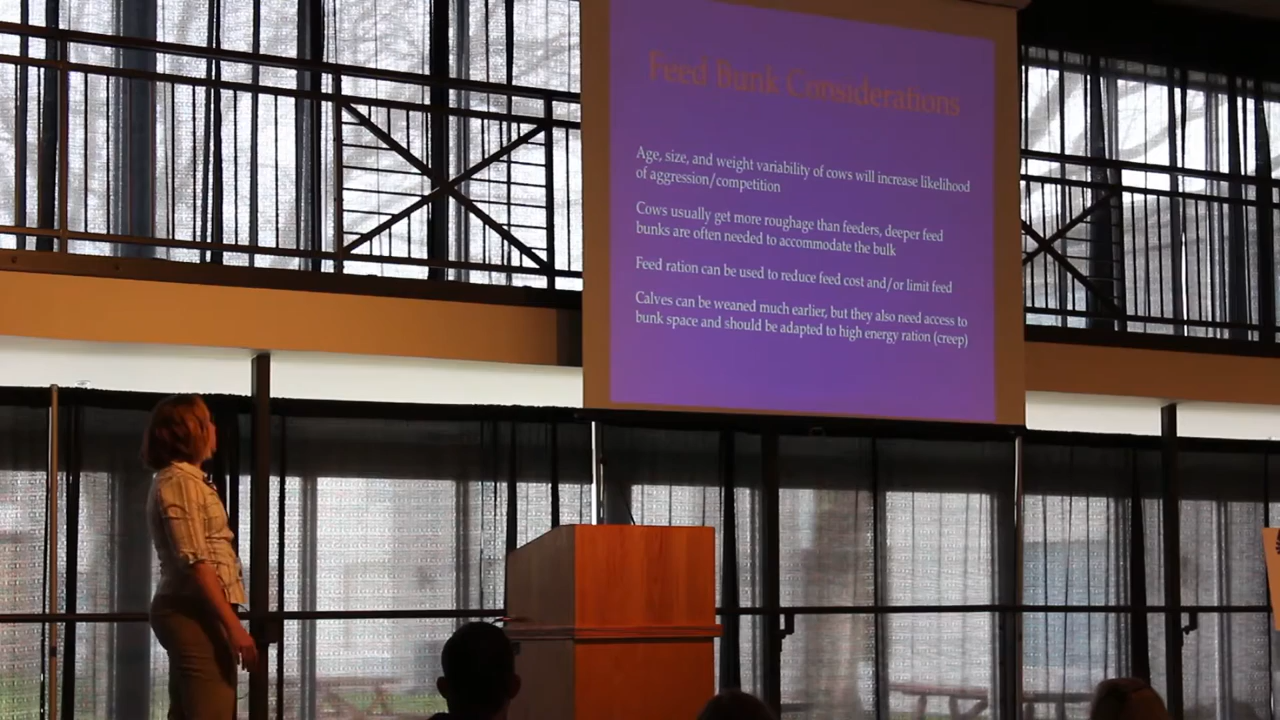 Feed Bunk Considerations
Age, size, and weight variability of cows will increase likelihood
of aggression/competition
Cows usually get more roughage than feeders, deeper feed
bunks are often needed to accommodate the bulk
Feed ration can be used to reduce feed cost and/or limit feed
Calves can be weaned much earlier, but they also need access to
bunk space and should be adapted to high energy ration (creep)